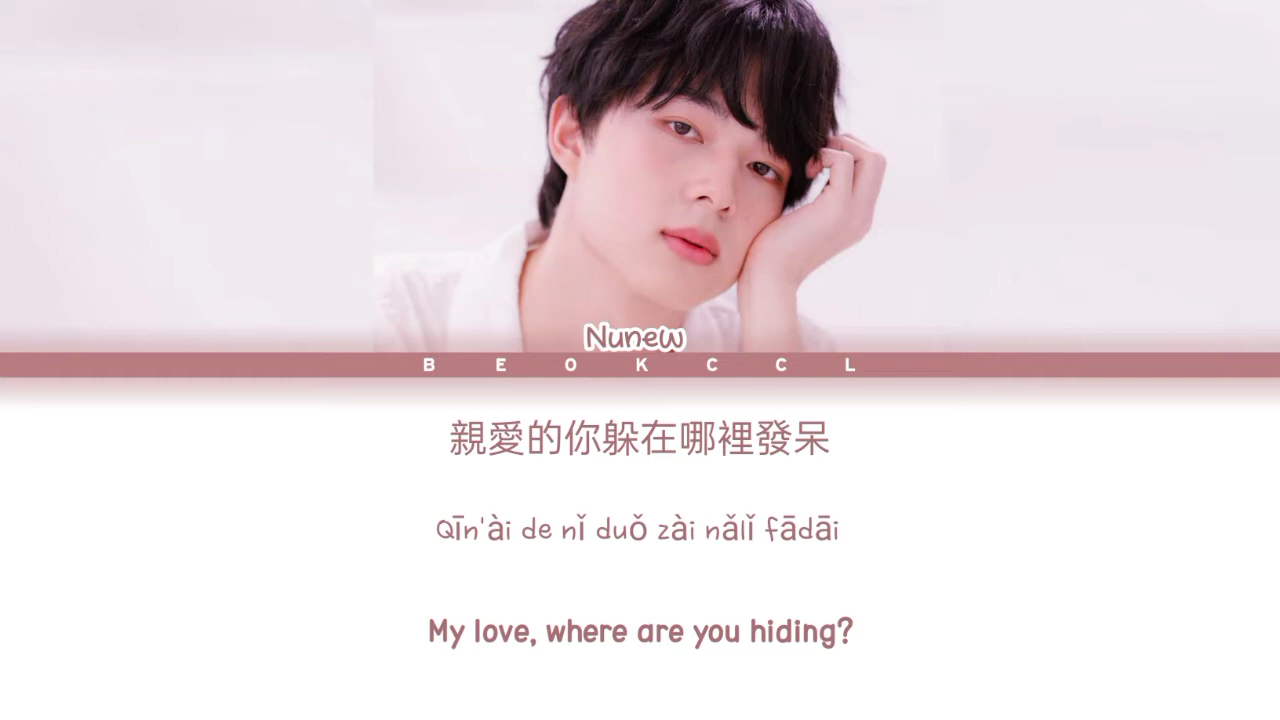 Nunew
BEOKCCL
親愛的你躲在哪裡發呆
Qīn'ài de nǐ duǒ zài nǎlǐ fādāi
My love, where are you hiding?